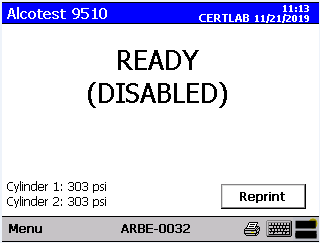 Alcotest 9510
11:13
CERTLAB 11/21/2019
READY
(DISABLED)
Cylinder 1: 303 psi
Cylinder 2: 303 psi
Reprint
Menu
ARBE-0032